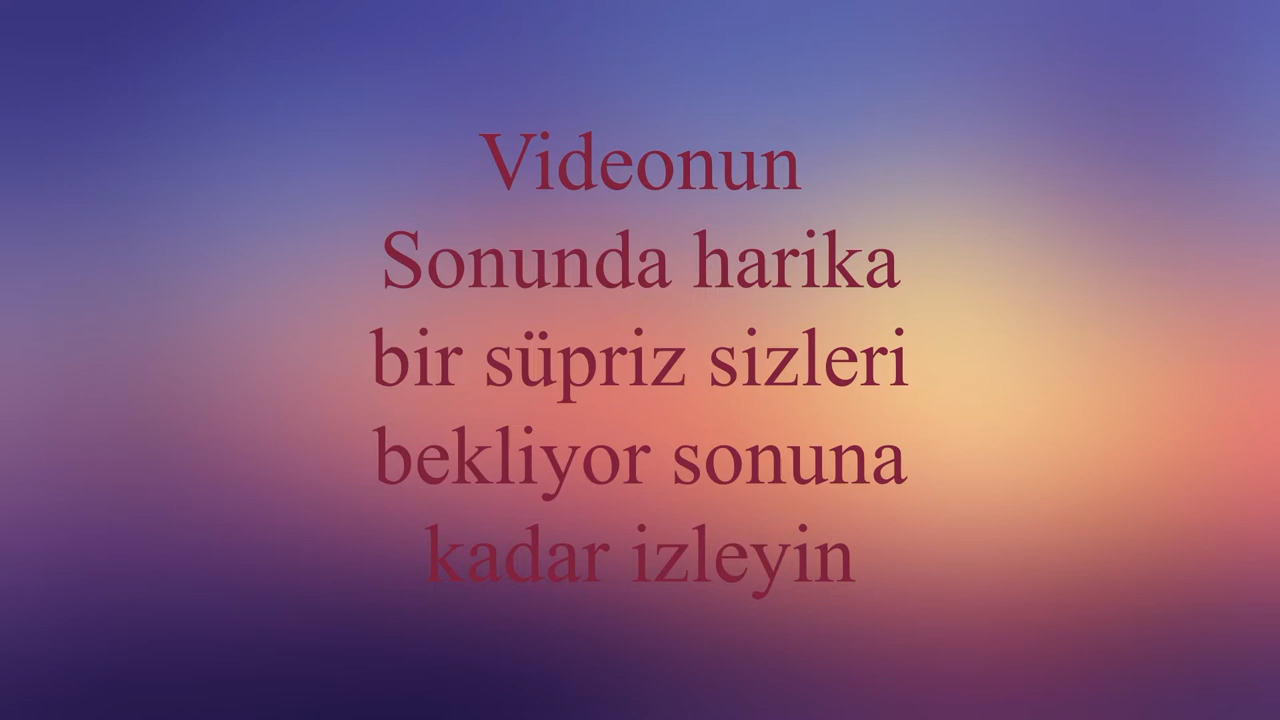 Videonun
Sonunda harika
bir süpriz sizleri
bekliyor sonuna
kadar izleyin